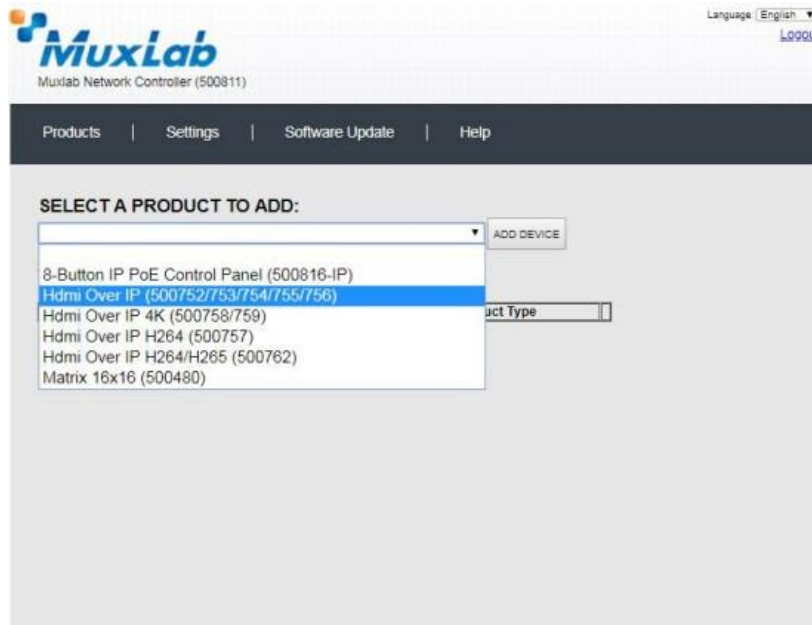 Language: English
Logou
MuxLab
Muxlab Network Controller (500811)
Products | Settings | Software Update | Help
SELECT A PRODUCT TO ADD:
ADD DEVICE
8-Button IP PoE Control Panel (500816-IP)
Hdmi Over IP (500752/753/754/755/756)
Hdmi Over IP 4K (500758/759)
uct Type
Hdmi Over IP H264 (500757)
Hdmi Over IP H264/H265 (500762)
Matrix 16x16 (500480)